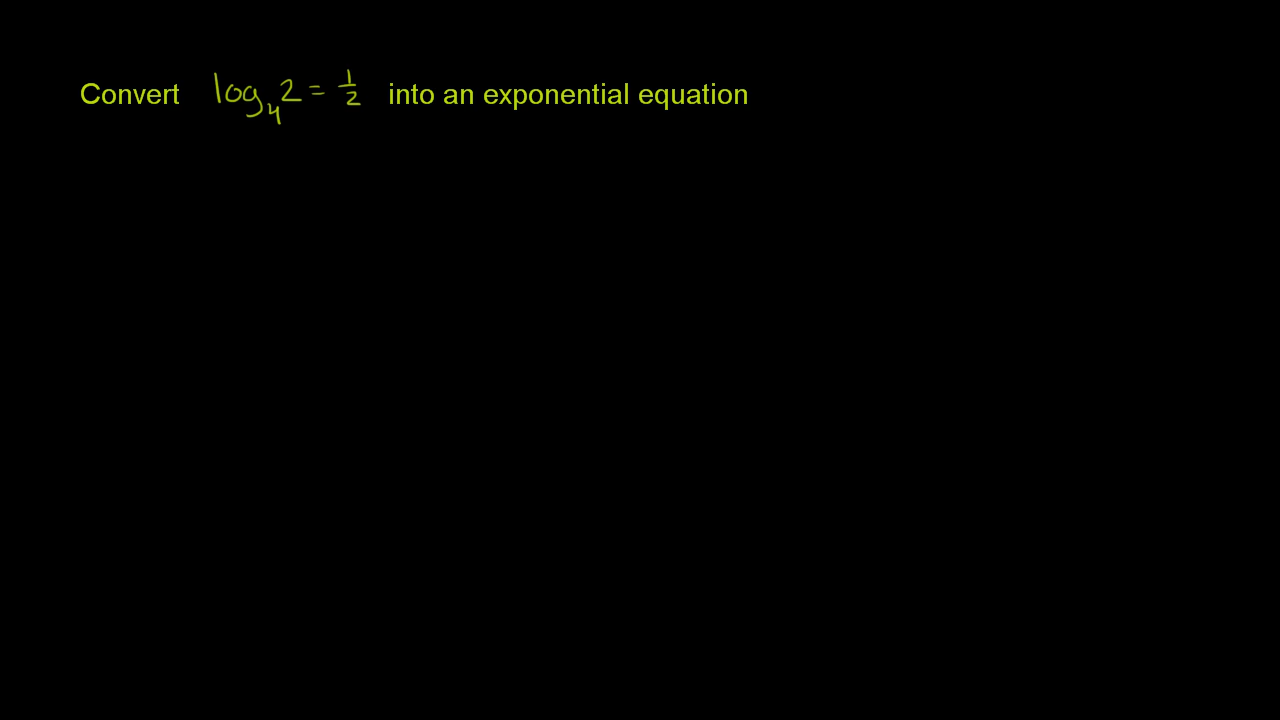 Convert log₄2 = ½ into an exponential equation